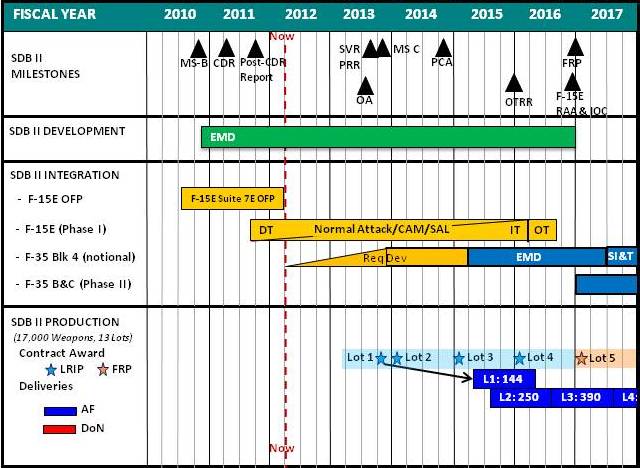 FISCAL YEAR 2010 2011 2012 2013 2014 2015 2016 2017
Now
SDB II
MILESTONES
MS-B CDR Post-CDR
Report
SVR
PRR
MS C
OA
PCA
OTRR
FRP
F-15E
RAA & IOC
SDB II DEVELOPMENT
EMD
SDB II INTEGRATION
- F-15E OFP
F-15E Suite 7E OFP
- F-15E (Phase I)
DT Normal Attack/CAM/SAL IT OT
- F-35 Blk 4 (notional)
Req Dev EMD SI&T
- F-35 B&C (Phase II)
SDB II PRODUCTION
(17,000 Weapons, 13 Lots)
Contract Award
LRIP FRP
Lot 1 Lot 2 Lot 3 Lot 4 Lot 5
Deliveries
L1: 144
L2: 250 L3: 390 L4:
AF
DoN
Now